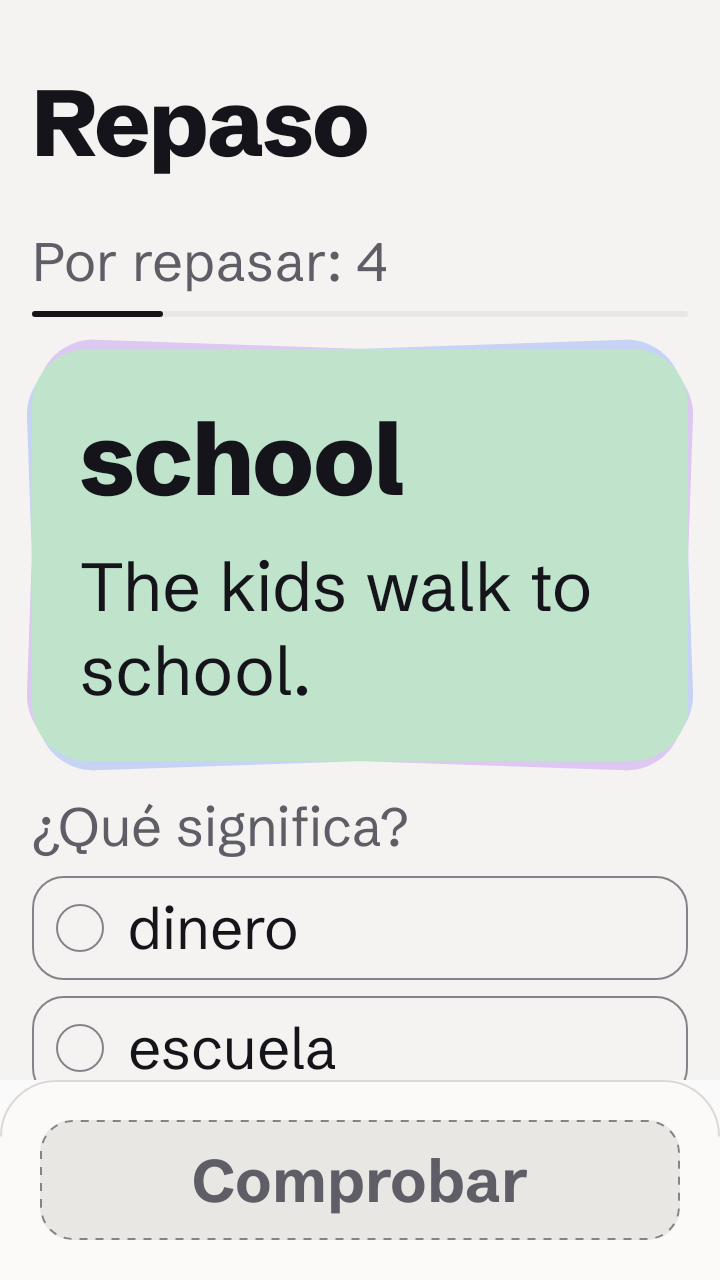 Repaso
Por repasar: 4
school
The kids walk to
school.
¿Qué significa?
dinero
escuela
Comprobar